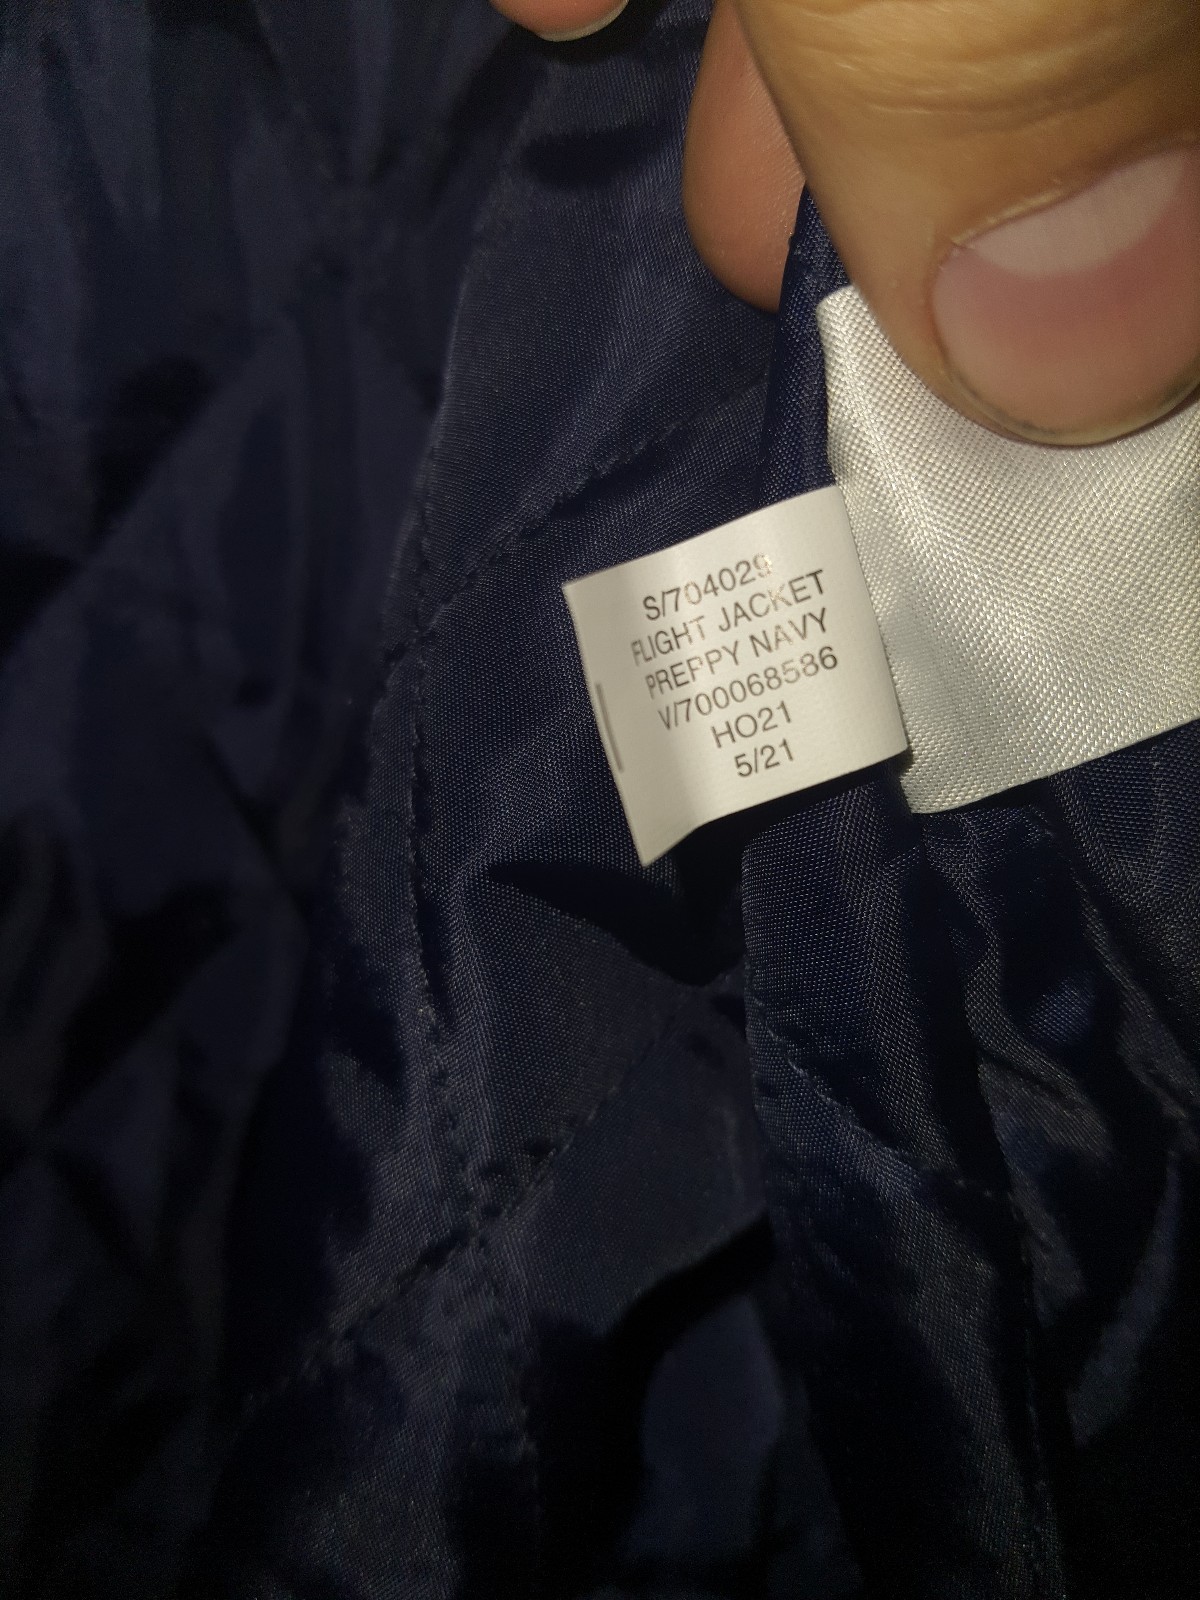 S/704029
FLIGHT JACKET
PREPPY NAVY
V/700068586
HO21
5/21